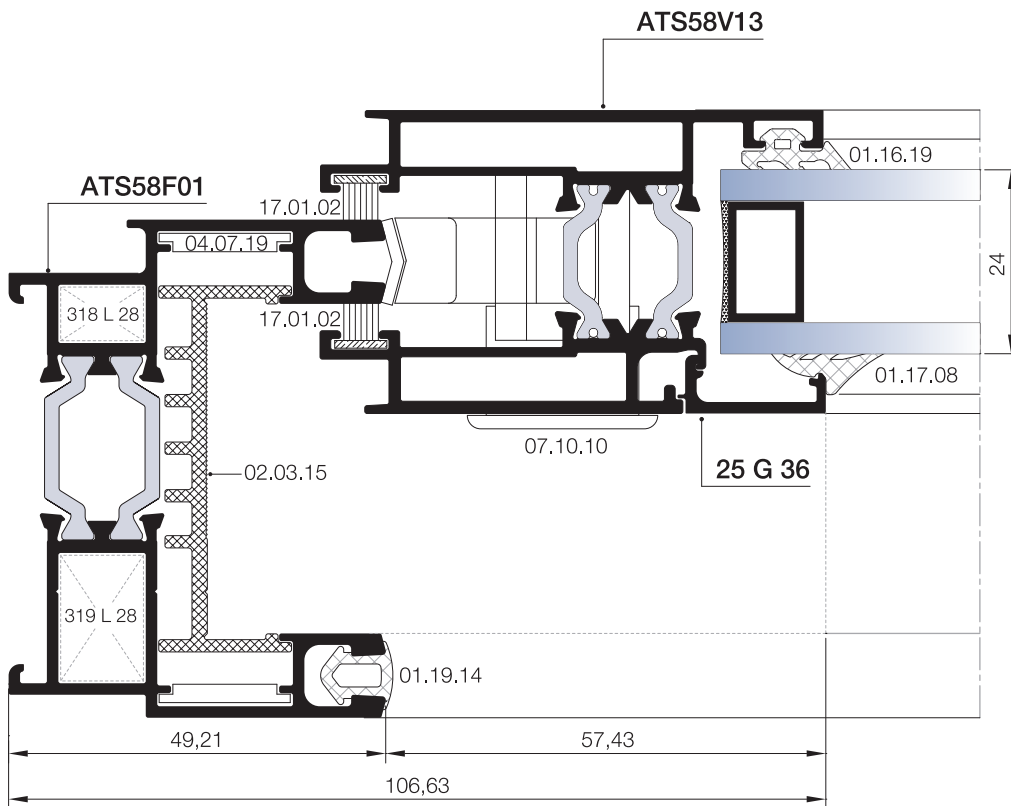 ATS58V13
01.16.19
ATS58F01
17.01.02
04.07.19
24
318 L 28
17.01.02
01.17.08
07.10.10
25 G 36
02.03.15
319 L 28
01.19.14
49,21
57,43
106,63